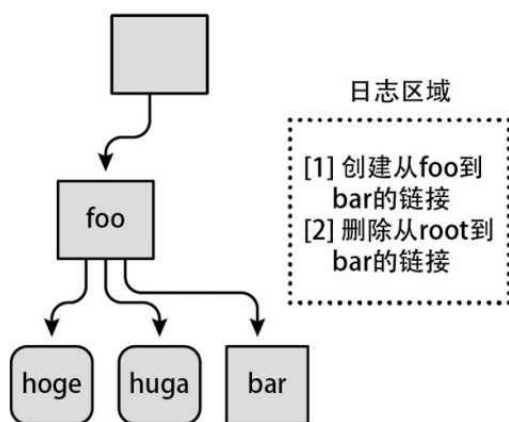 日志区域
[1] 创建从foo到
bar的链接
[2] 删除从root到
bar的链接
foo
hoge
huga
bar